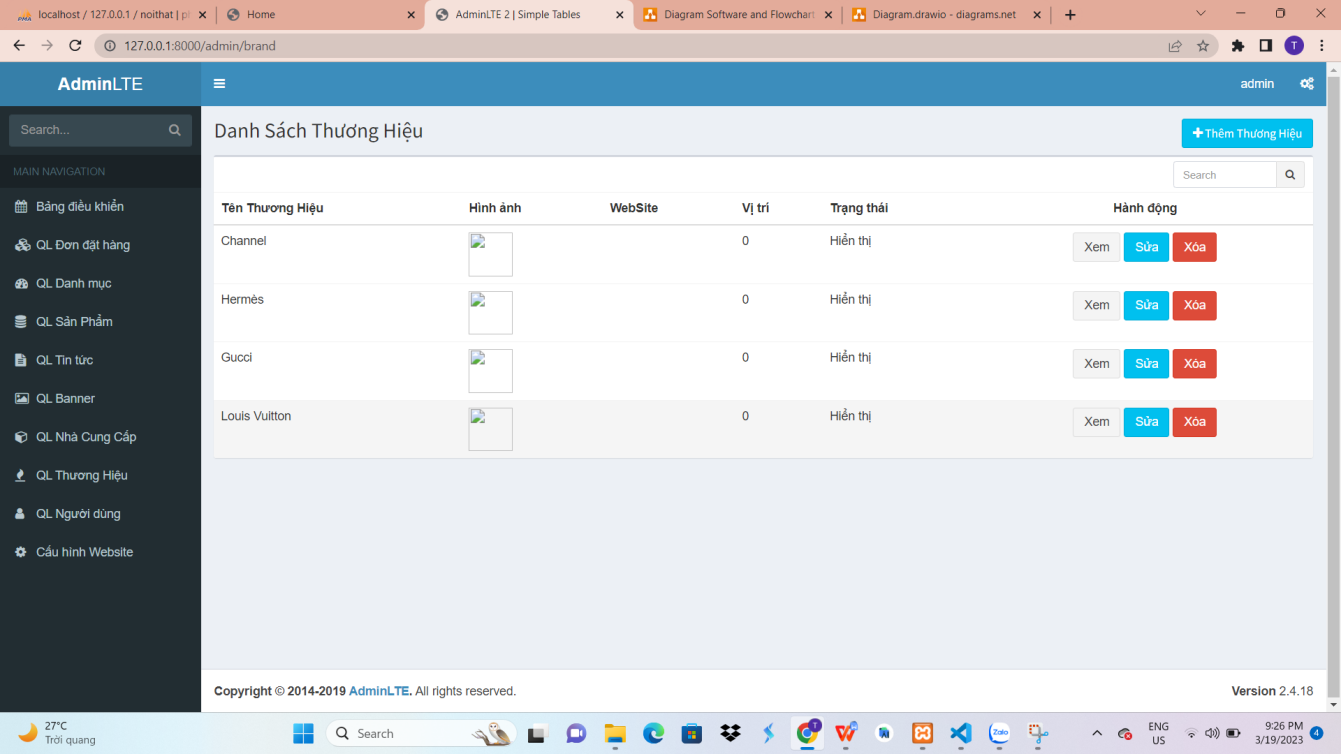 localhost / 127.0.0.1 / noithat | p
Home
AdminLTE 2 | Simple Tables
Diagram Software and Flowchart
Diagram.drawio - diagrams.net
127.0.0.1:8000/admin/brand
T
AdminLTE
admin
Search...
Danh Sách Thương Hiệu
Thêm Thương Hiệu
MAIN NAVIGATION
Search
Bảng điều khiển
QL Đơn đặt hàng
QL Danh mục
QL Sản Phẩm
QL Tin tức
QL Banner
QL Nhà Cung Cấp
QL Thương Hiệu
QL Người dùng
Cấu hình Website
Tên Thương Hiệu Hình ảnh WebSite Vị trí Trạng thái Hành động
Channel 0 Hiển thị Xem Sửa Xóa
Hermès 0 Hiển thị Xem Sửa Xóa
Gucci 0 Hiển thị Xem Sửa Xóa
Louis Vuitton 0 Hiển thị Xem Sửa Xóa
Copyright © 2014-2019 AdminLTE. All rights reserved.
Version 2.4.18
27°C
Trời quang
Search
T
Zalo
ENG
US
9:26 PM
3/19/2023
4